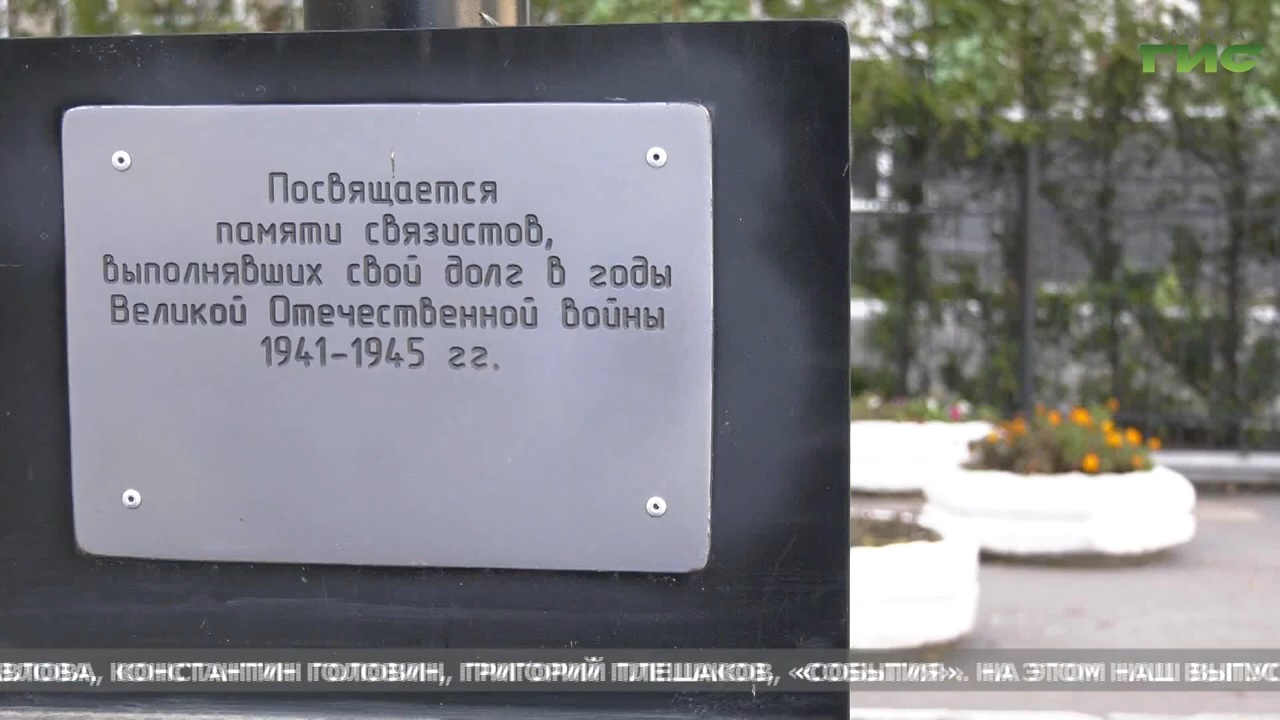 ГИС
Посвящается
памяти связистов,
выполнявших свой долг в годы
Великой Отечественной войны
1941-1945 гг.
ВЛОВА, КОНСТАНТИН ГОЛОВИН, ГРИГОРИЙ ПЛЕШАКОВ, «СОБЫТИЯ». НА ЭТОМ НАШ ВЫПУС